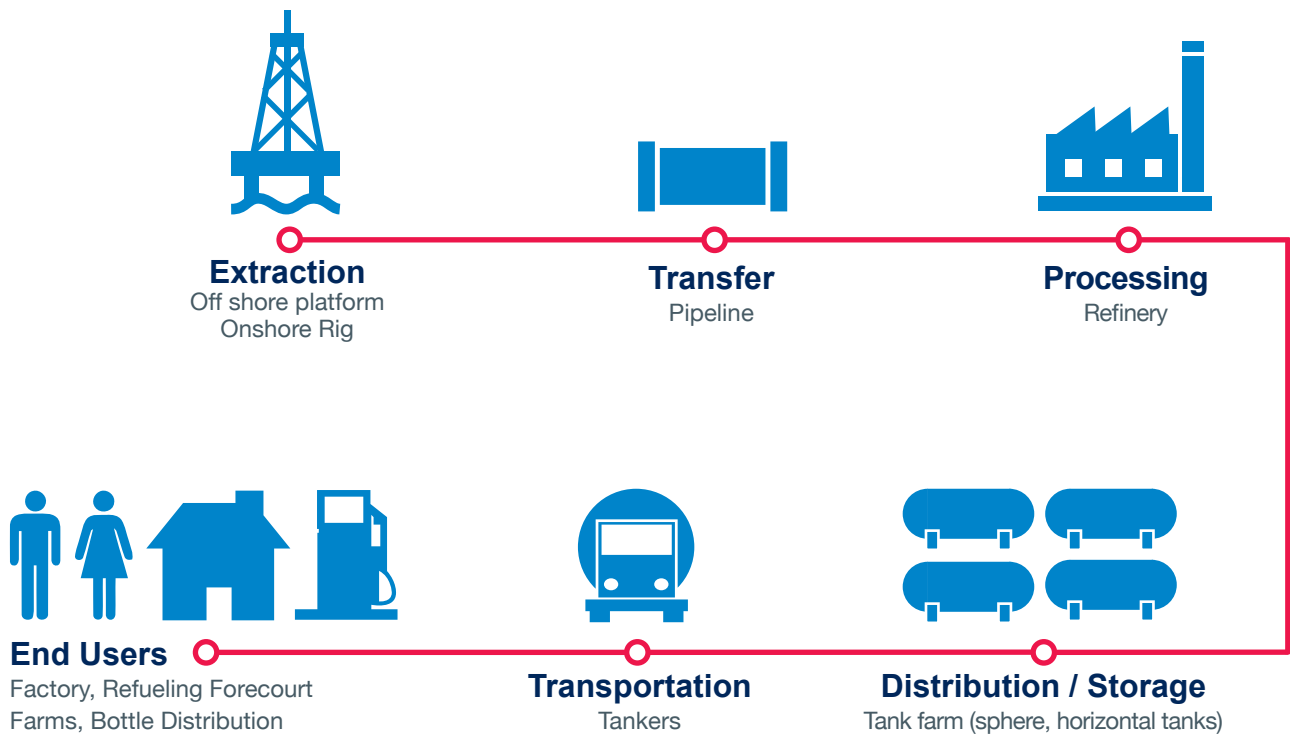 Extraction
Off shore platform
Onshore Rig
Transfer
Pipeline
Processing
Refinery
End Users
Factory, Refueling Forecourt
Farms, Bottle Distribution
Transportation
Tankers
Distribution / Storage
Tank farm (sphere, horizontal tanks)